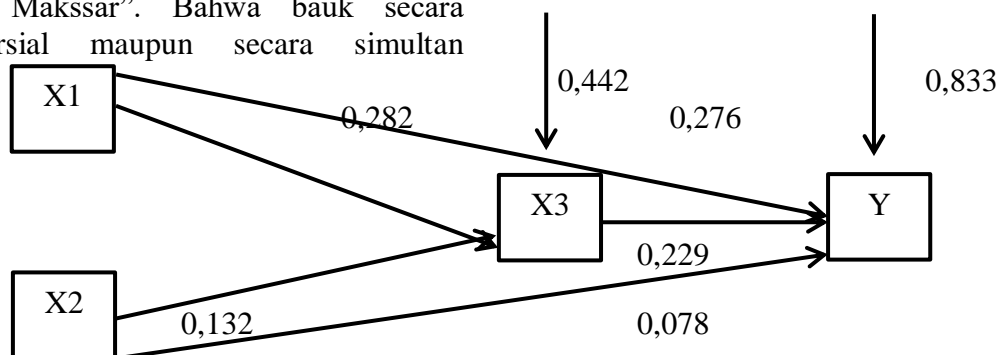 Makssar”. Bahwa bauk secara
rsial maupun secara simultan
0,442
0,833
X1
0,282
0,276
X3
Y
0,229
X2
0,132
0,078